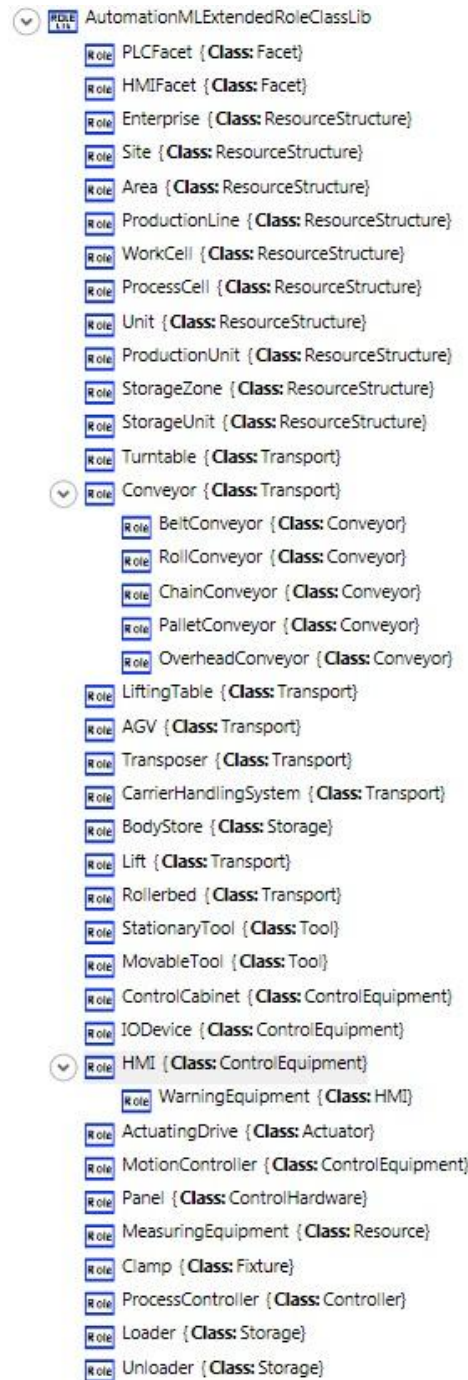 ROLE LIB AutomationMLExtendedRoleClassLib
Role PLCFacet {Class: Facet}
Role HMIFacet {Class: Facet}
Role Enterprise {Class: ResourceStructure}
Role Site {Class: ResourceStructure}
Role Area {Class: ResourceStructure}
Role ProductionLine {Class: ResourceStructure}
Role WorkCell {Class: ResourceStructure}
Role ProcessCell {Class: ResourceStructure}
Role Unit {Class: ResourceStructure}
Role ProductionUnit {Class: ResourceStructure}
Role StorageZone {Class: ResourceStructure}
Role StorageUnit {Class: ResourceStructure}
Role Turntable {Class: Transport}
Role Conveyor {Class: Transport}
Role BeltConveyor {Class: Conveyor}
Role RollConveyor {Class: Conveyor}
Role ChainConveyor {Class: Conveyor}
Role PalletConveyor {Class: Conveyor}
Role OverheadConveyor {Class: Conveyor}
Role LiftingTable {Class: Transport}
Role AGV {Class: Transport}
Role Transposer {Class: Transport}
Role CarrierHandlingSystem {Class: Transport}
Role BodyStore {Class: Storage}
Role Lift {Class: Transport}
Role Rollerbed {Class: Transport}
Role StationaryTool {Class: Tool}
Role MovableTool {Class: Tool}
Role ControlCabinet {Class: ControlEquipment}
Role IODevice {Class: ControlEquipment}
Role HMI {Class: ControlEquipment}
Role WarningEquipment {Class: HMI}
Role ActuatingDrive {Class: Actuator}
Role MotionController {Class: ControlEquipment}
Role Panel {Class: ControlHardware}
Role MeasuringEquipment {Class: Resource}
Role Clamp {Class: Fixture}
Role ProcessController {Class: Controller}
Role Loader {Class: Storage}
Role Unloader {Class: Storage}